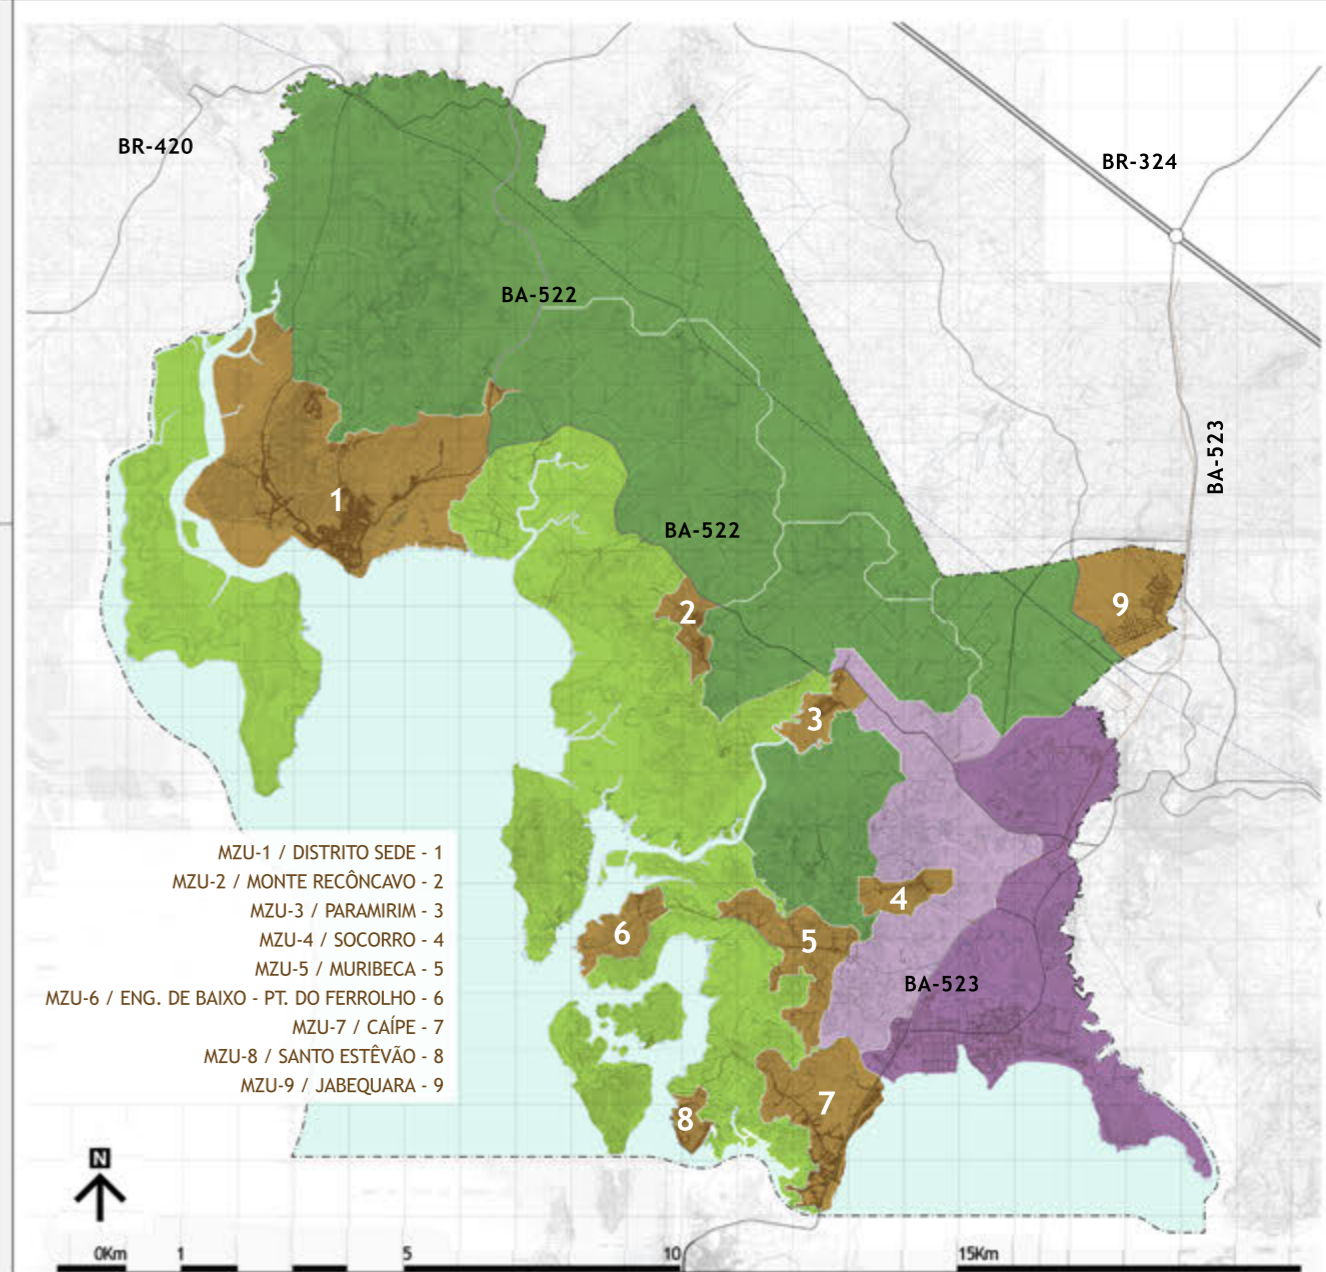 BR-420
BR-324
BA-522
BA-523
1
BA-522
2
9
3
MZU-1 / DISTRITO SEDE - 1
MZU-2 / MONTE RECÔNCAVO - 2
MZU-3 / PARAMIRIM - 3
MZU-4 / SOCORRO - 4
MZU-5 / MURIBECA - 5
MZU-6 / ENG. DE BAIXO - PT. DO FERROLHO - 6
MZU-7 / CAÍPE - 7
MZU-8 / SANTO ESTÊVÃO - 8
MZU-9 / JABEQUARA - 9
4
6
5
BA-523
7
8
N
0Km 1 5 10 15Km